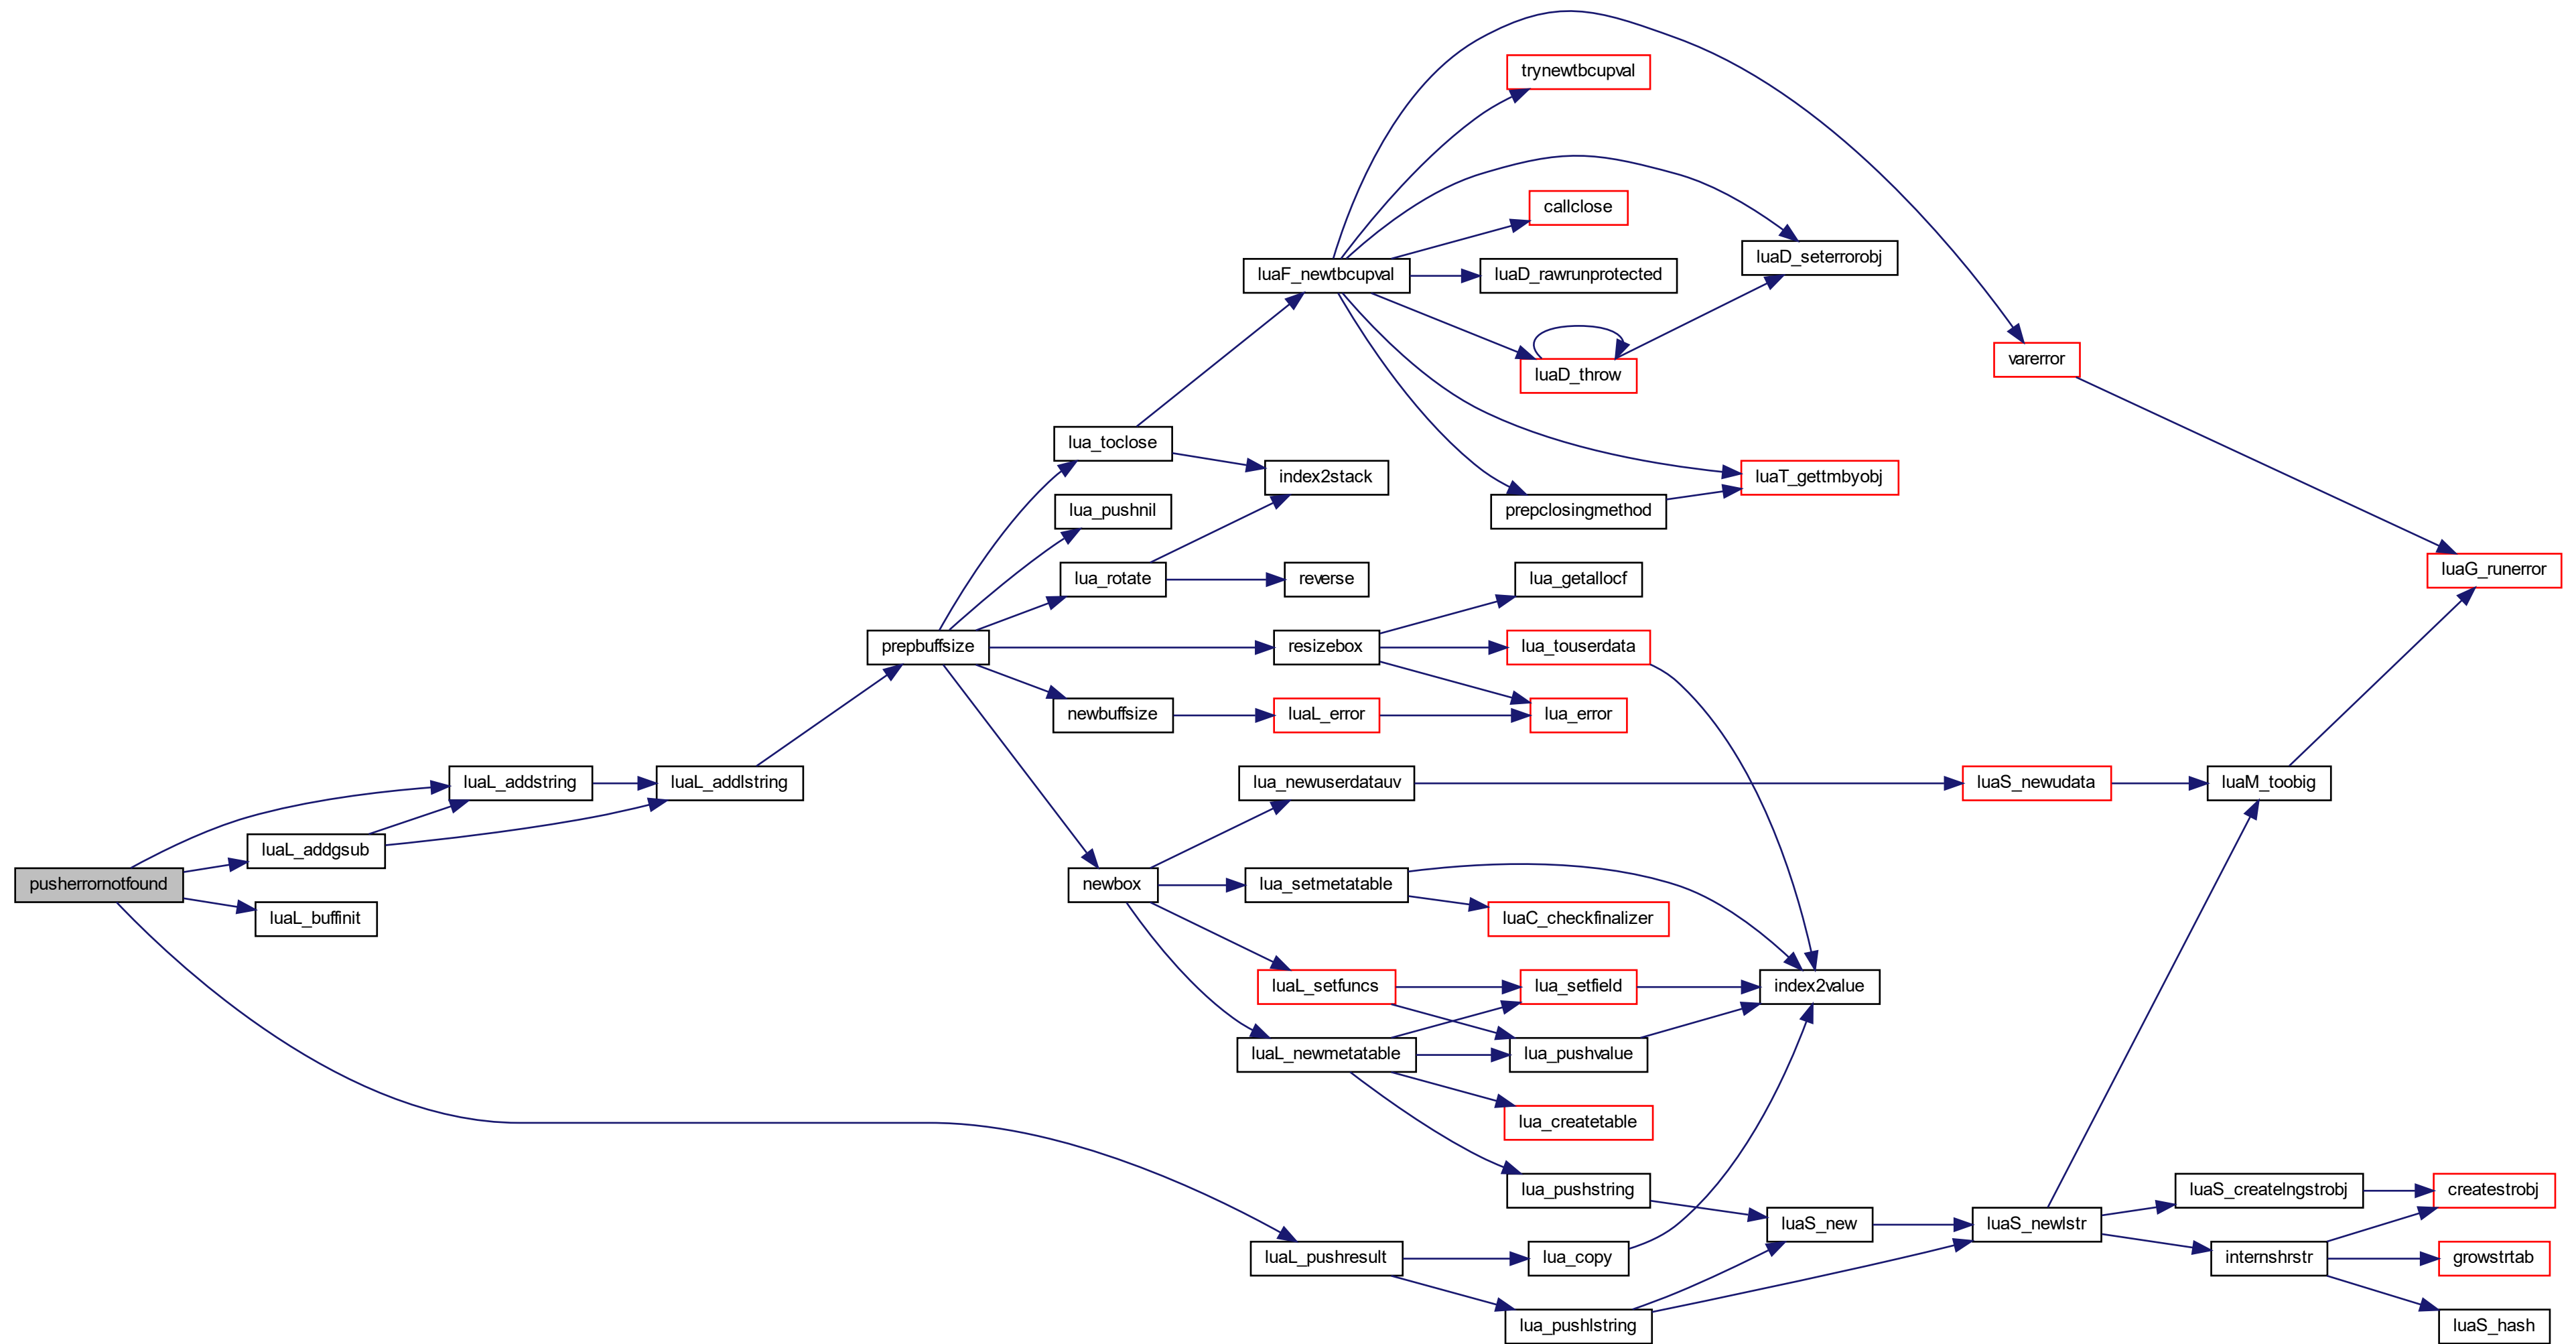 trynewtbcupval
callclose
luaD_seterrorobj
luaF_newtbcupval
luaD_rawrunprotected
varerror
luaD_throw
lua_toclose
index2stack
luaT_gettmbyobj
lua_pushnil
prepclosingmethod
lua_rotate
reverse
lua_getallocf
luaG_runerror
prepbuffsize
resizebox
lua_touserdata
newbuffsize
luaL_error
lua_error
luaL_addstring
luaL_addlstring
lua_newuserdatauv
luaS_newudata
luaM_toobig
luaL_addgsub
pusherrornotfound
newbox
lua_setmetatable
luaL_buffinit
luaC_checkfinalizer
luaL_setfuncs
lua_setfield
index2value
luaL_newmetatable
lua_pushvalue
lua_createtable
lua_pushstring
luaS_createlngstrobj
createstrobj
luaS_new
luaS_newlstr
luaL_pushresult
lua_copy
internshrstr
growstrtab
lua_pushlstring
luaS_hash